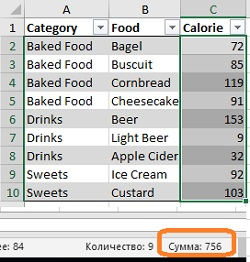 A B C
1 Category Food Calorie
2 Baked Food Bagel 72
3 Baked Food Buscuit 85
4 Baked Food Cornbread 119
5 Baked Food Cheesecake 91
6 Drinks Beer 153
7 Drinks Light Beer 9
8 Drinks Apple Cider 32
9 Sweets Ice Cream 92
10 Sweets Custard 103
ее: 84 Количество: 9 Сумма: 756